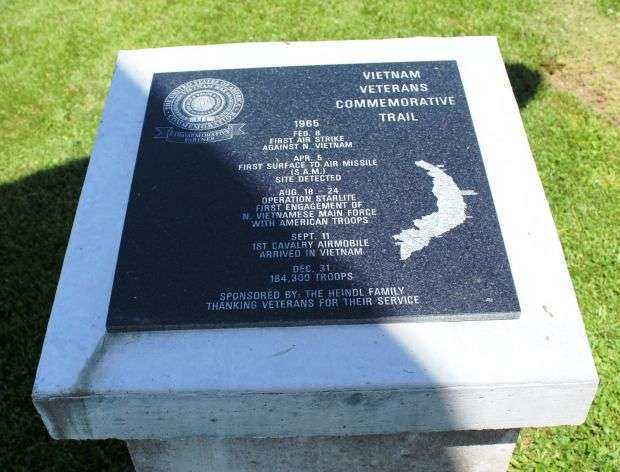 VIETNAM
VETERANS
COMMEMORATIVE
TRAIL
1965
FEB. 8
FIRST AIR STRIKE
AGAINST N. VIETNAM
APR. 5
FIRST SURFACE TO AIR MISSILE
(S.A.M.)
SITE DETECTED
AUG. 18 - 24
OPERATION STARLITE
FIRST ENGAGEMENT OF
N. VIETNAMESE MAIN FORCE
WITH AMERICAN TROOPS
SEPT. 11
1ST CAVALRY AIRMOBILE
ARRIVED IN VIETNAM
DEC. 31
184,300 TROOPS
SPONSORED BY: THE HEINDL FAMILY
THANKING VETERANS FOR THEIR SERVICE
COMMEMORATIVE
PARTNER